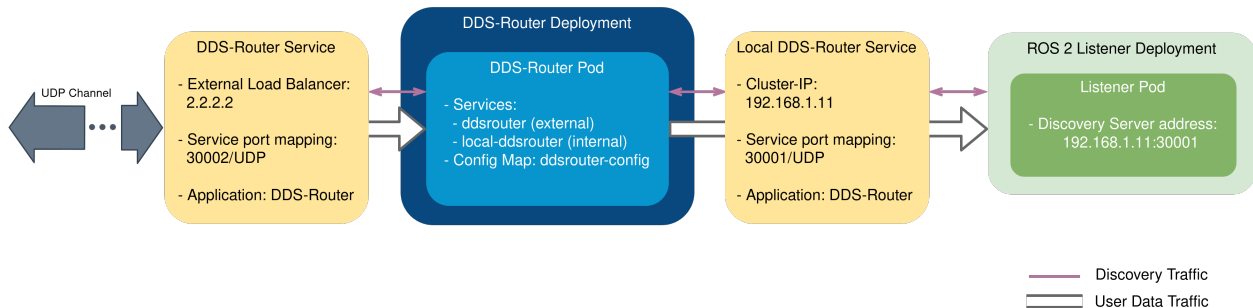 UDP Channel
DDS-Router Service
- External Load Balancer:
2.2.2.2
- Service port mapping:
30002/UDP
- Application: DDS-Router
DDS-Router Deployment
DDS-Router Pod
- Services:
- ddsrouter (external)
- local-ddsrouter (internal)
- Config Map: ddsrouter-config
Local DDS-Router Service
- Cluster-IP:
192.168.1.11
- Service port mapping:
30001/UDP
- Application: DDS-Router
ROS 2 Listener Deployment
Listener Pod
- Discovery Server address:
192.168.1.11:30001
Discovery Traffic
User Data Traffic